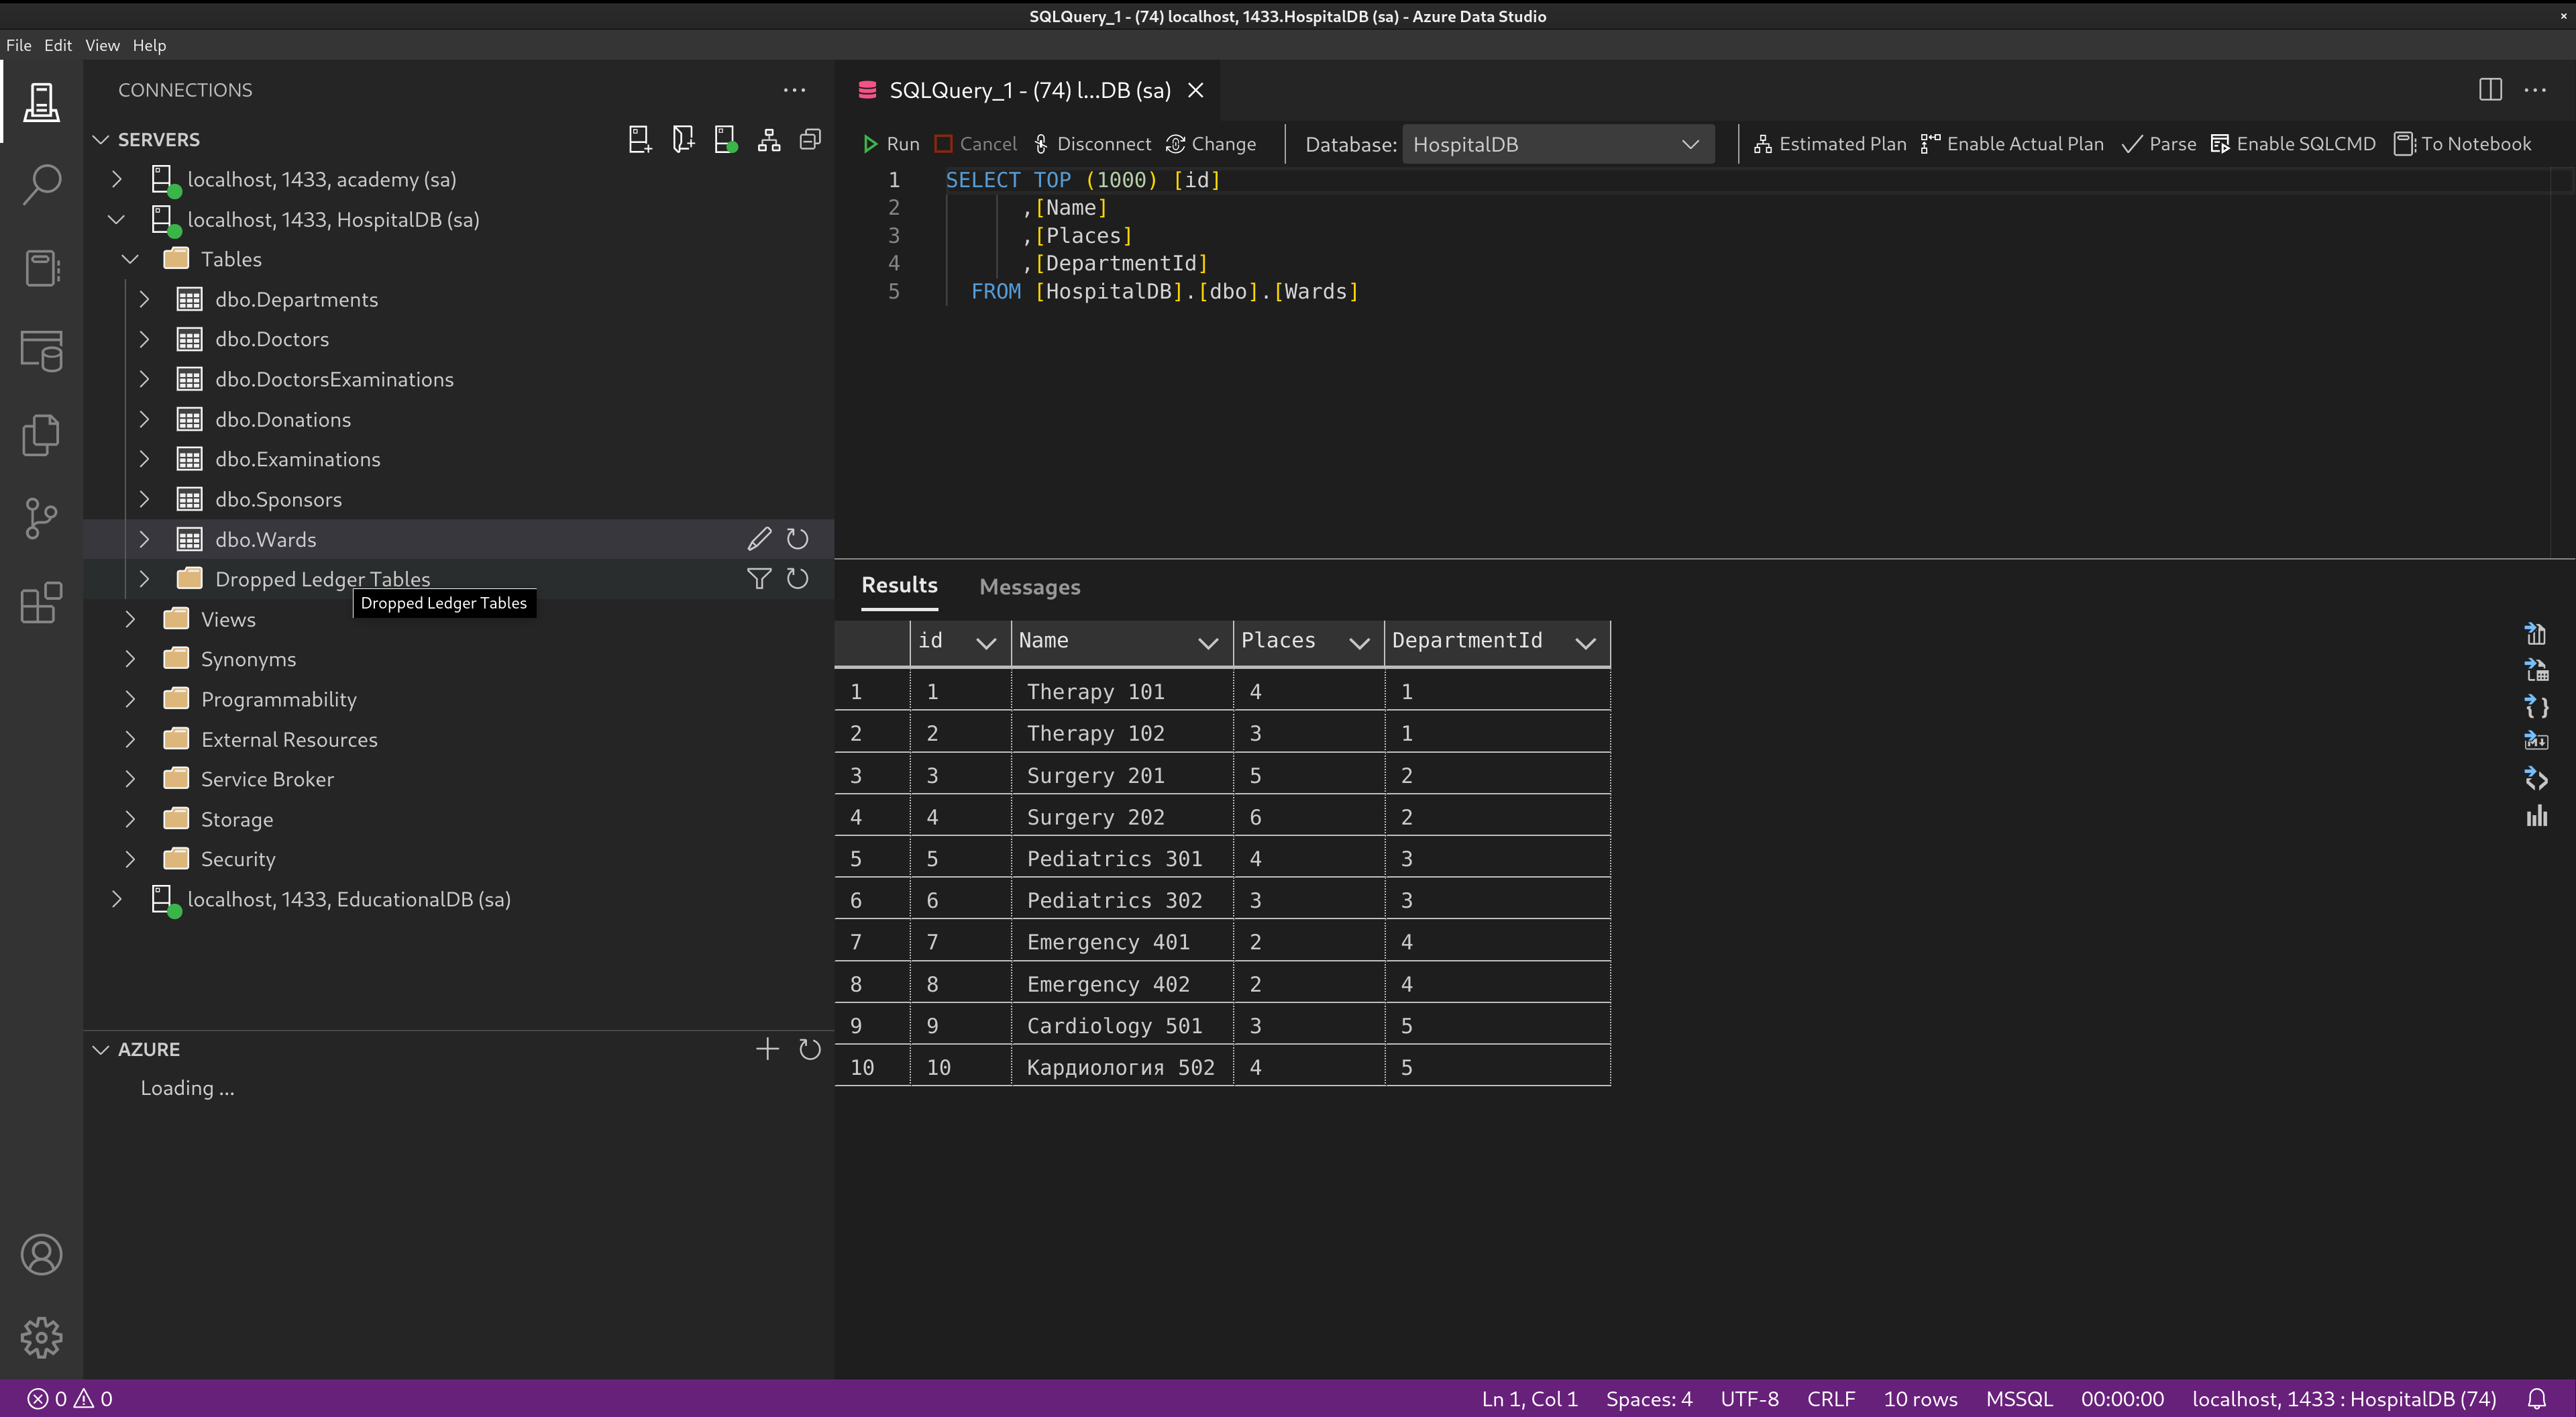 SQLQuery_1 - (74) localhost, 1433.HospitalDB (sa) - Azure Data Studio
File Edit View Help
CONNECTIONS
SERVERS
localhost, 1433, academy (sa)
localhost, 1433, HospitalDB (sa)
Tables
dbo.Departments
dbo.Doctors
dbo.DoctorsExaminations
dbo.Donations
dbo.Examinations
dbo.Sponsors
dbo.Wards
Dropped Ledger Tables
Dropped Ledger Tables
Views
Synonyms
Programmability
External Resources
Service Broker
Storage
Security
localhost, 1433, EducationalDB (sa)
AZURE
Loading ...
SQLQuery_1 - (74) l...DB (sa)
Run Cancel Disconnect Change Database: HospitalDB Estimated Plan Enable Actual Plan Parse Enable SQLCMD To Notebook
1 SELECT TOP (1000) [id]
2 ,[Name]
3 ,[Places]
4 ,[DepartmentId]
5 FROM [HospitalDB].[dbo].[Wards]
Results Messages
id Name Places DepartmentId
1 1 Therapy 101 4 1
2 2 Therapy 102 3 1
3 3 Surgery 201 5 2
4 4 Surgery 202 6 2
5 5 Pediatrics 301 4 3
6 6 Pediatrics 302 3 3
7 7 Emergency 401 2 4
8 8 Emergency 402 2 4
9 9 Cardiology 501 3 5
10 10 Кардиология 502 4 5
0 0 Ln 1, Col 1 Spaces: 4 UTF-8 CRLF 10 rows MSSQL 00:00:00 localhost, 1433 : HospitalDB (74)